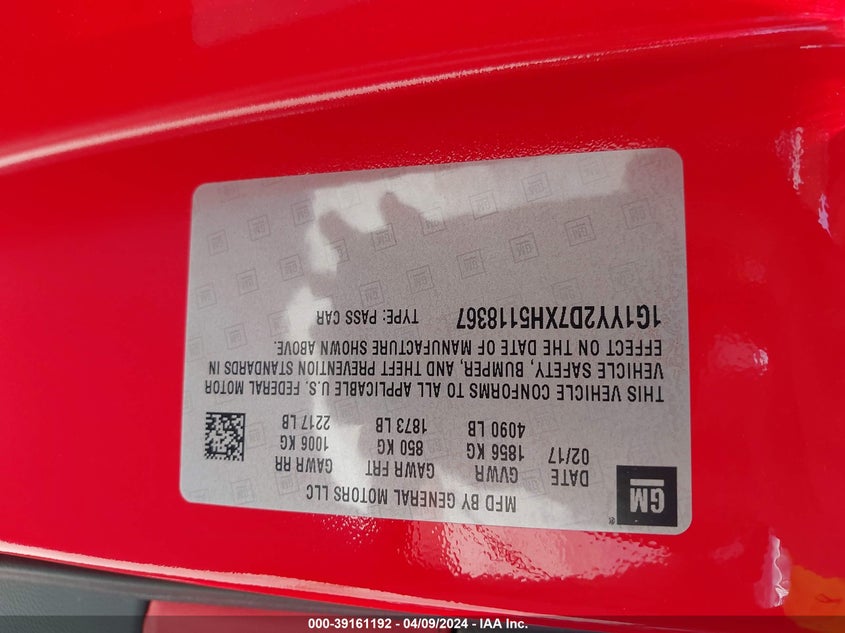 GM
MFD BY GENERAL MOTORS LLC
DATE GVWR GAWR FRT GAWR RR
02/17 1856 KG 850 KG 1006 KG
4090 LB 1873 LB 2217 LB
THIS VEHICLE CONFORMS TO ALL APPLICABLE U.S. FEDERAL MOTOR
VEHICLE SAFETY, BUMPER, AND THEFT PREVENTION STANDARDS IN
EFFECT ON THE DATE OF MANUFACTURE SHOWN ABOVE.
1G1YY2D7XH5118367 TYPE: PASS CAR
000-39161192 - 04/09/2024 - IAA Inc.